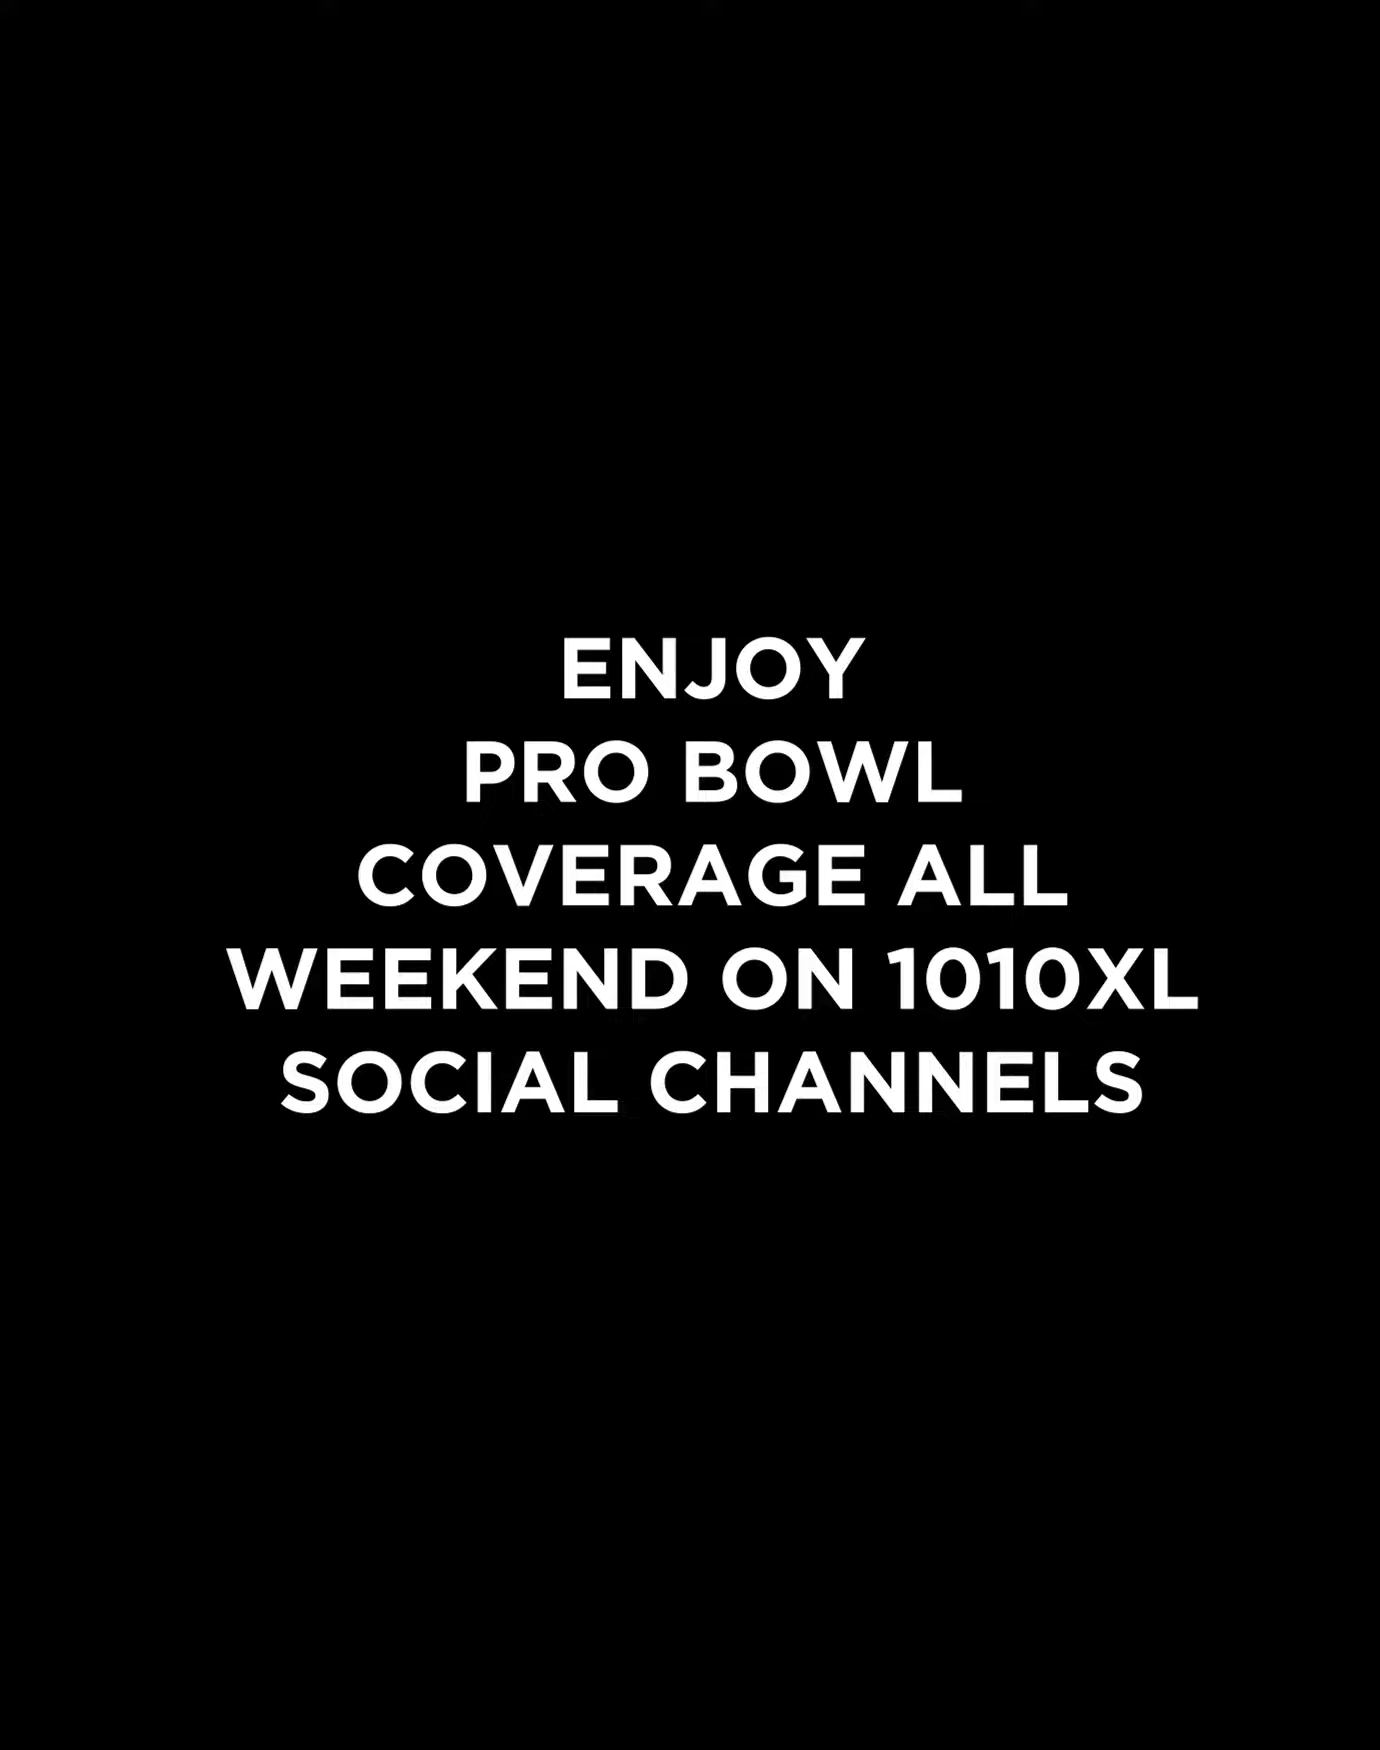 ENJOY
PRO BOWL
COVERAGE ALL
WEEKEND ON 1010XL
SOCIAL CHANNELS